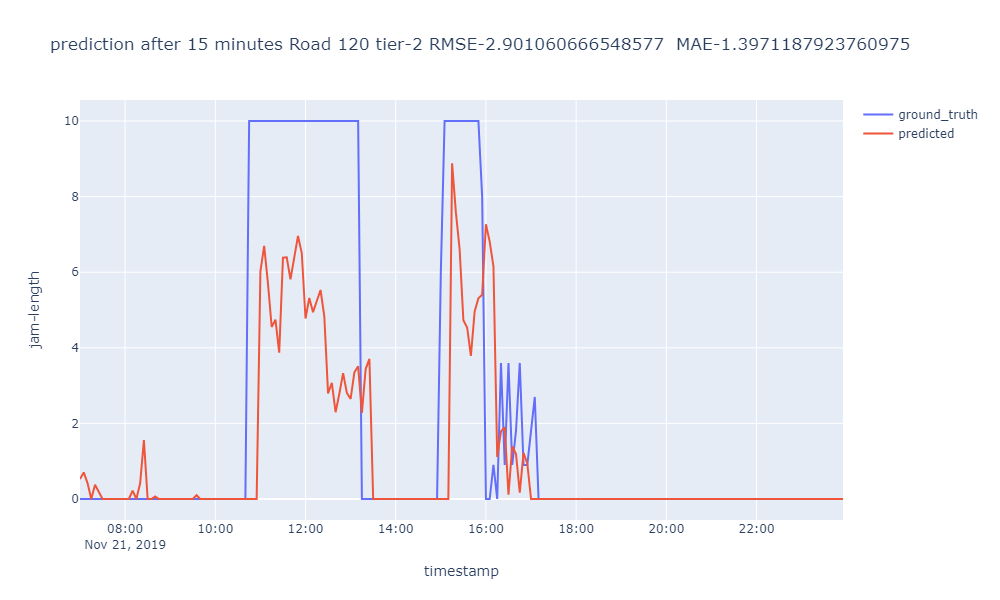 prediction after 15 minutes Road 120 tier-2 RMSE-2.901060666548577  MAE-1.3971187923760975
ground_truth
predicted
jam-length
10
8
6
4
2
0
08:00 10:00 12:00 14:00 16:00 18:00 20:00 22:00
Nov 21, 2019
timestamp